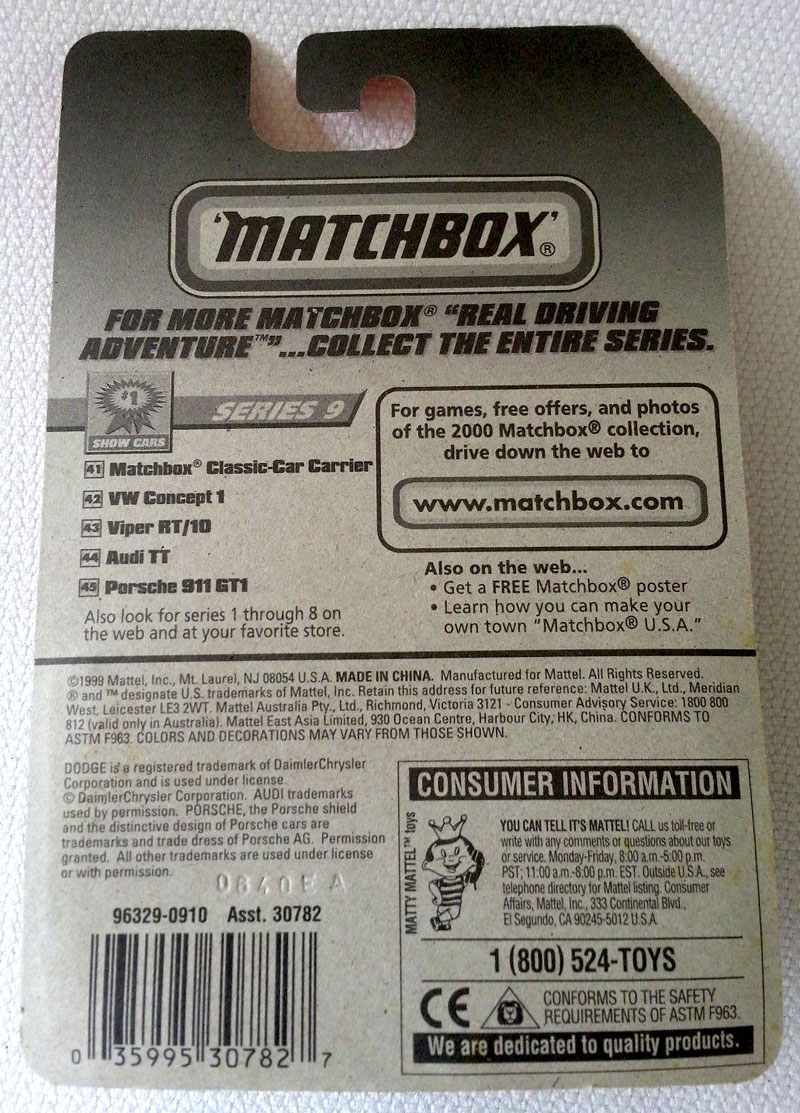 'MATCHBOX'®
FOR MORE MATCHBOX® "REAL DRIVING
ADVENTURE™"...COLLECT THE ENTIRE SERIES.
#1
SHOW CARS
SERIES 9
41 Matchbox® Classic-Car Carrier
42 VW Concept 1
43 Viper RT/10
44 Audi TT
45 Porsche 911 GT1
Also look for series 1 through 8 on
the web and at your favorite store.
For games, free offers, and photos
of the 2000 Matchbox® collection,
drive down the web to
www.matchbox.com
Also on the web...
• Get a FREE Matchbox® poster
• Learn how you can make your
own town "Matchbox® U.S.A."
©1999 Mattel, Inc., Mt. Laurel, NJ 08054 U.S.A. MADE IN CHINA. Manufactured for Mattel. All Rights Reserved.
® and ™ designate U.S. trademarks of Mattel, Inc. Retain this address for future reference: Mattel U.K., Ltd., Meridian
West, Leicester LE3 2WT. Mattel Australia Pty., Ltd., Richmond, Victoria 3121 - Consumer Advisory Service: 1800 800
812 (valid only in Australia). Mattel East Asia Limited, 930 Ocean Centre, Harbour City, HK, China. CONFORMS TO
ASTM F963. COLORS AND DECORATIONS MAY VARY FROM THOSE SHOWN.
DODGE is a registered trademark of DaimlerChrysler
Corporation and is used under license.
© DaimlerChrysler Corporation. AUDI trademarks
used by permission. PORSCHE, the Porsche shield
and the distinctive design of Porsche cars are
trademarks and trade dress of Porsche AG. Permission
granted. All other trademarks are used under license
or with permission.
96329-0910 Asst. 30782
0 35995 30782 7
CONSUMER INFORMATION
MATTY MATTEL™ toys
YOU CAN TELL IT'S MATTEL! CALL us toll-free or
write with any comments or questions about our toys
or service. Monday-Friday, 8:00 a.m.-5:00 p.m.
PST; 11:00 a.m.-8:00 p.m. EST. Outside U.S.A., see
telephone directory for Mattel listing. Consumer
Affairs, Mattel, Inc., 333 Continental Blvd.,
El Segundo, CA 90245-5012 U.S.A.
1 (800) 524-TOYS
CE
CONFORMS TO THE SAFETY
REQUIREMENTS OF ASTM F963.
We are dedicated to quality products.